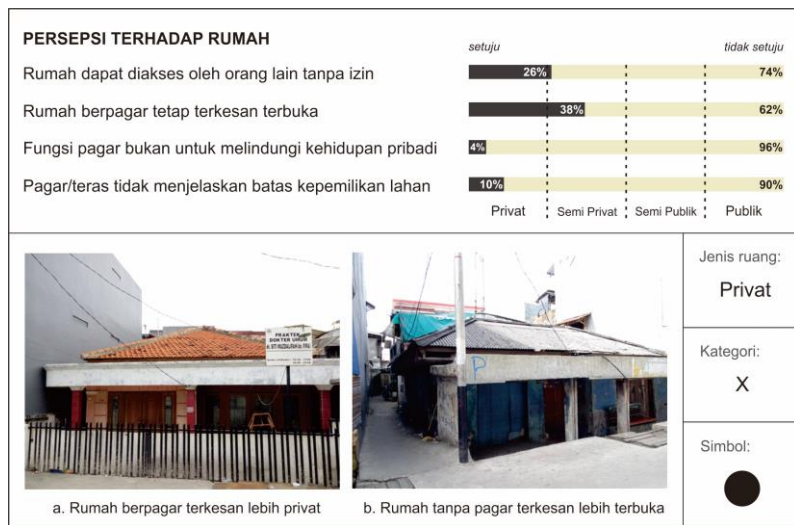 PERSEPSI TERHADAP RUMAH
setuju
tidak setuju
Rumah dapat diakses oleh orang lain tanpa izin
26%
74%
Rumah berpagar tetap terkesan terbuka
38%
62%
Fungsi pagar bukan untuk melindungi kehidupan pribadi
4%
96%
Pagar/teras tidak menjelaskan batas kepemilikan lahan
10%
90%
Privat
Semi Privat
Semi Publik
Publik
PRAKTEK
DOKTER UMUM
P
a. Rumah berpagar terkesan lebih privat
b. Rumah tanpa pagar terkesan lebih terbuka
Jenis ruang:
Privat
Kategori:
X
Simbol: